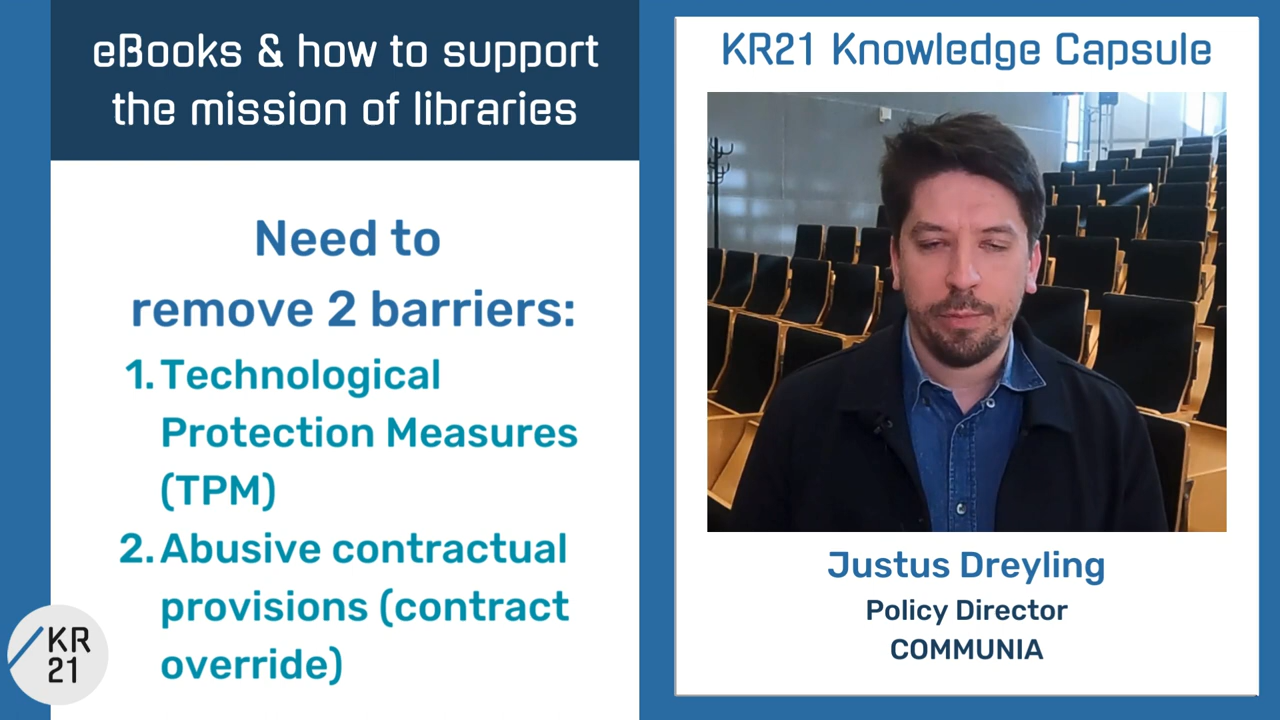 eBooks & how to support
the mission of libraries
Need to
remove 2 barriers:
1. Technological
Protection Measures
(TPM)
2. Abusive contractual
provisions (contract
override)
KR
21
KR21 Knowledge Capsule
Justus Dreyling
Policy Director
COMMUNIA